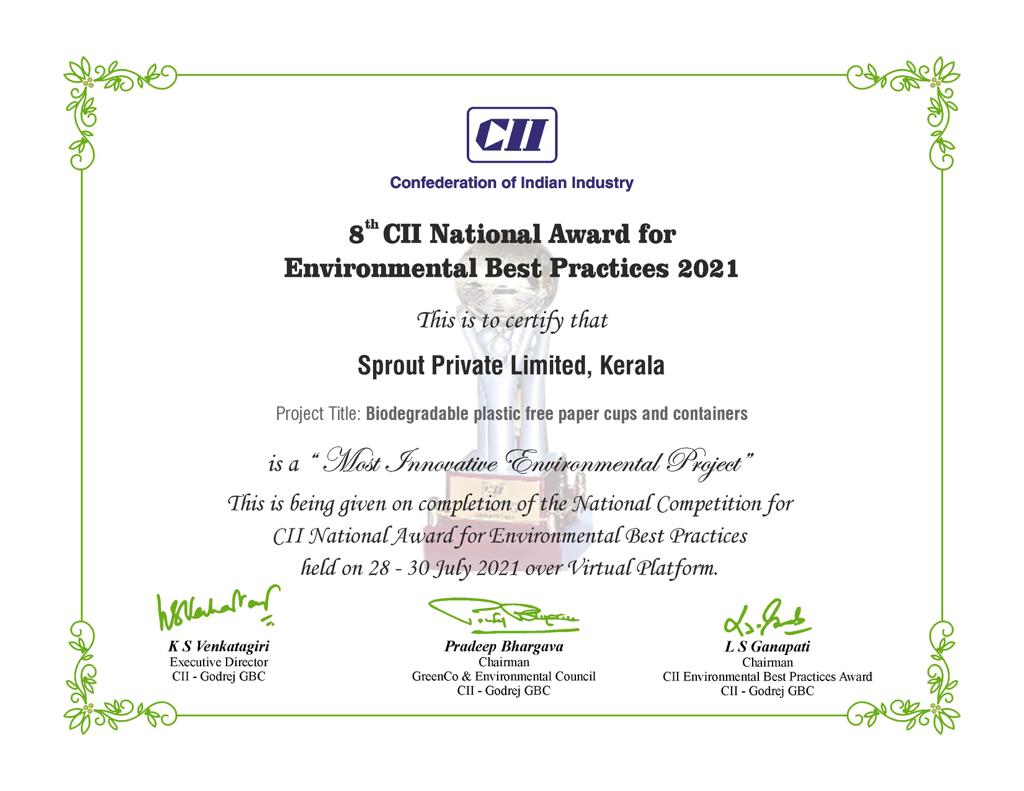 CII
Confederation of Indian Industry
8th CII National Award for
Environmental Best Practices 2021
This is to certify that
Sprout Private Limited, Kerala
Project Title: Biodegradable plastic free paper cups and containers
is a “ Most Innovative Environmental Project”
This is being given on completion of the National Competition for
CII National Award for Environmental Best Practices
held on 28 - 30 July 2021 over Virtual Platform.
K S Venkatagiri
Executive Director
CII - Godrej GBC
Pradeep Bhargava
Chairman
GreenCo & Environmental Council
CII - Godrej GBC
L S Ganapati
Chairman
CII Environmental Best Practices Award
CII - Godrej GBC